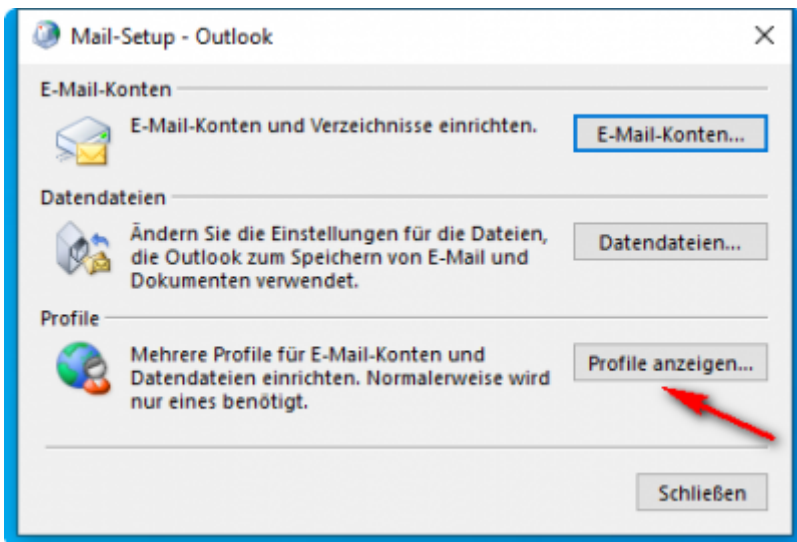 Mail-Setup - Outlook
E-Mail-Konten
E-Mail-Konten und Verzeichnisse einrichten.
E-Mail-Konten...
Datendateien
Ändern Sie die Einstellungen für die Dateien,
die Outlook zum Speichern von E-Mail und
Dokumenten verwendet.
Datendateien...
Profile
Mehrere Profile für E-Mail-Konten und
Datendateien einrichten. Normalerweise wird
nur eines benötigt.
Profile anzeigen...
Schließen